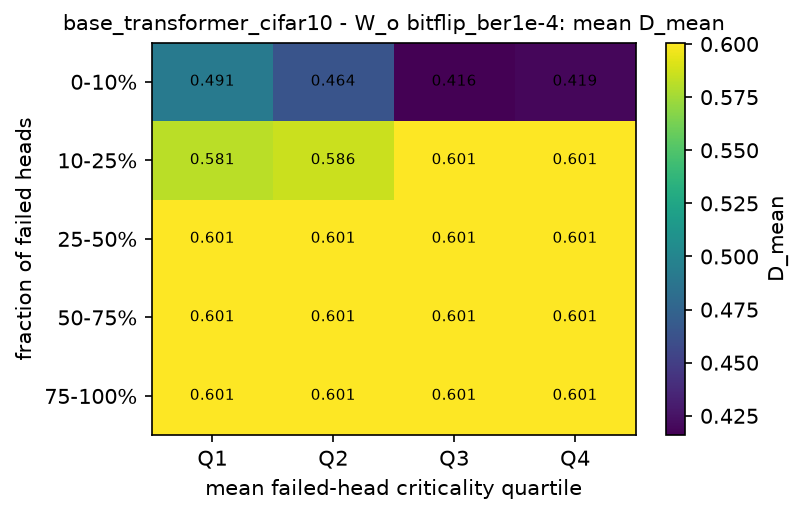 base_transformer_cifar10 - W_o bitflip_ber1e-4: mean D_mean
fraction of failed heads
0-10% 0.491 0.464 0.416 0.419
10-25% 0.581 0.586 0.601 0.601
25-50% 0.601 0.601 0.601 0.601
50-75% 0.601 0.601 0.601 0.601
75-100% 0.601 0.601 0.601 0.601
Q1 Q2 Q3 Q4
mean failed-head criticality quartile
0.600
0.575
0.550
0.525
0.500
0.475
0.450
0.425
D_mean